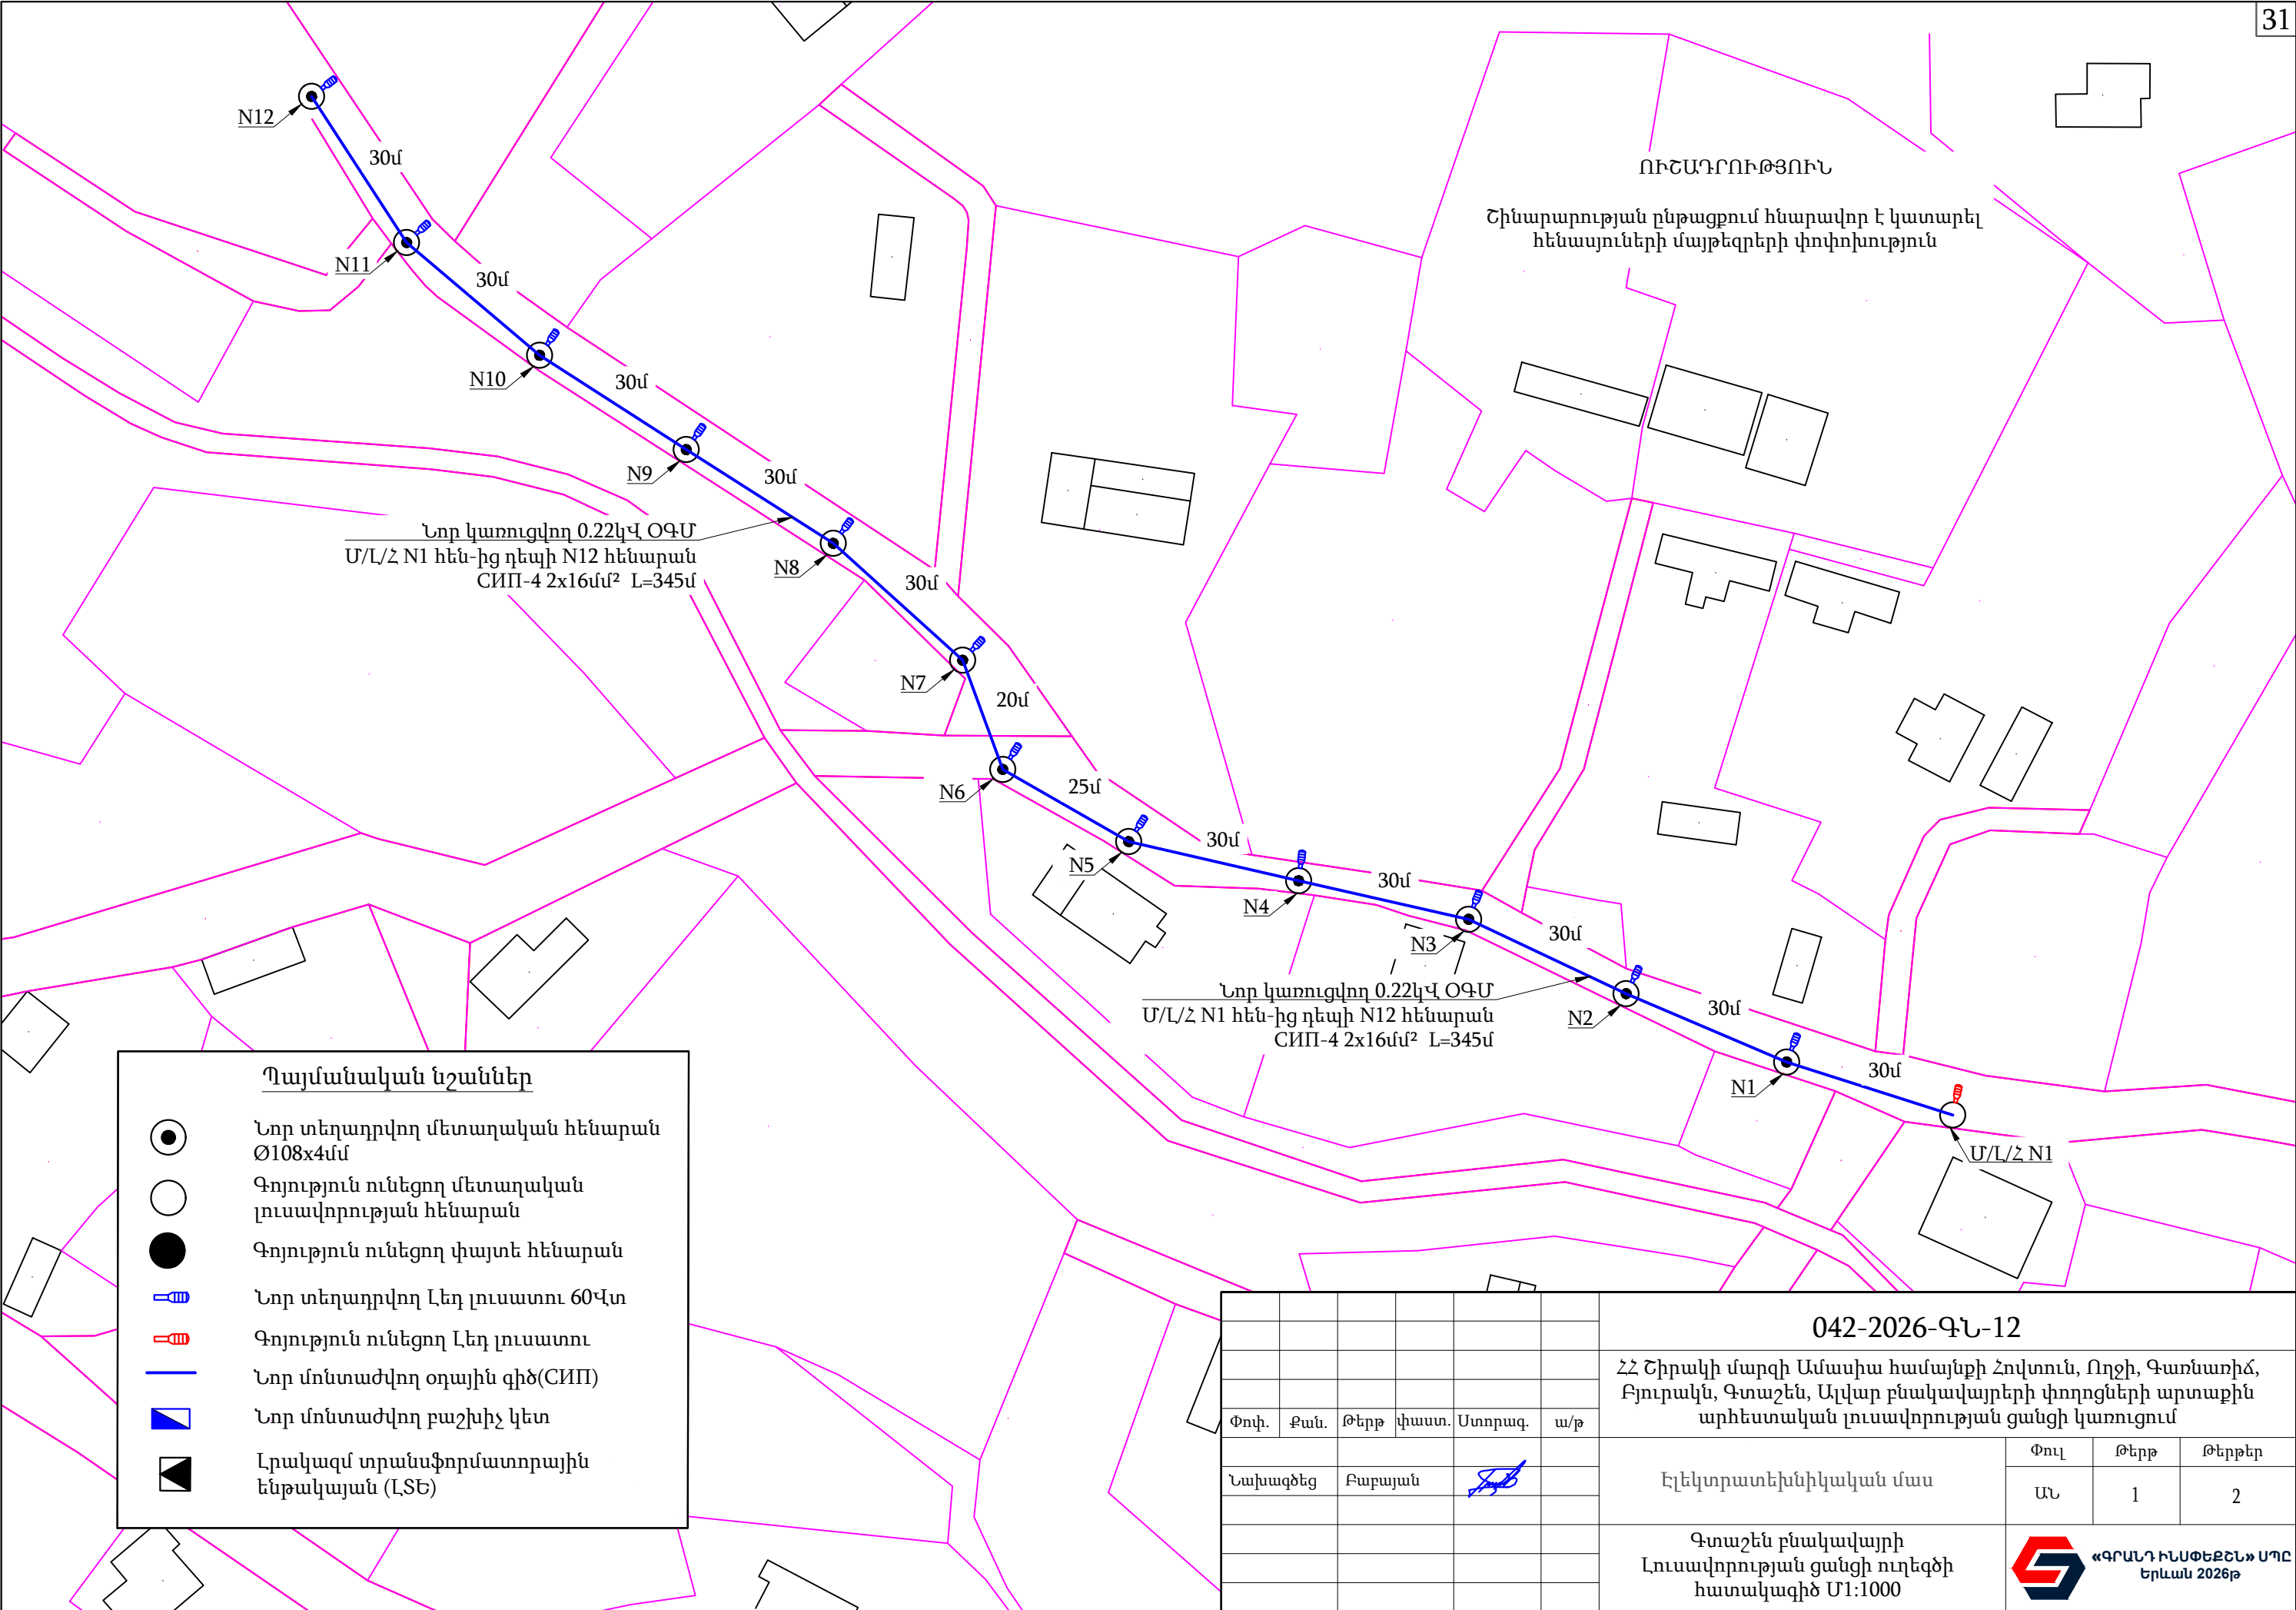 31
N12
30մ
N11
30մ
N10
30մ
N9
30մ
N8
30մ
N7
20մ
N6
25մ
N5
30մ
N4
30մ
N3
30մ
N2
30մ
N1
30մ
Մ/Լ/Հ N1
ՈՒՇԱԴՐՈՒԹՅՈՒՆ
Շինարարության ընթացքում հնարավոր է կատարել
հենասյուների մայթեզրերի փոփոխություն
Նոր կառուցվող 0.22կՎ ՕԳՄ
Մ/Լ/Հ N1 հեն-ից դեպի N12 հենարան
СИП-4 2x16մմ² L=345մ
Նոր կառուցվող 0.22կՎ ՕԳՄ
Մ/Լ/Հ N1 հեն-ից դեպի N12 հենարան
СИП-4 2x16մմ² L=345մ
Պայմանական նշաններ
Նոր տեղադրվող մետաղական հենարան
Ø108x4մմ
Գոյություն ունեցող մետաղական
լուսավորության հենարան
Գոյություն ունեցող փայտե հենարան
Նոր տեղադրվող Լեդ լուսատու 60Վտ
Գոյություն ունեցող Լեդ լուսատու
Նոր մոնտաժվող օդային գիծ(СИП)
Նոր մոնտաժվող բաշխիչ կետ
Լրակազմ տրանսֆորմատորային
ենթակայան (ԼՏԵ)
042-2026-ԳՆ-12
ՀՀ Շիրակի մարզի Ամասիա համայնքի Հովտուն, Ողջի, Գառնառիճ,
Բյուրակն, Գտաշեն, Ալվար բնակավայրերի փողոցների արտաքին
արհեստական լուսավորության ցանցի կառուցում
Փոփ. Քան. Թերթ փաստ. Ստորագ. ա/թ
Նախագծեց Բաբայան
Էլեկտրատեխնիկական մաս
Փուլ Թերթ Թերթեր
ԱՆ 1 2
Գտաշեն բնակավայրի
Լուսավորության ցանցի ուղեգծի
հատակագիծ Մ1:1000
«ԳՐԱՆԴ ԻՆՍՓԵՔՇՆ» ՍՊԸ
Երևան 2026թ